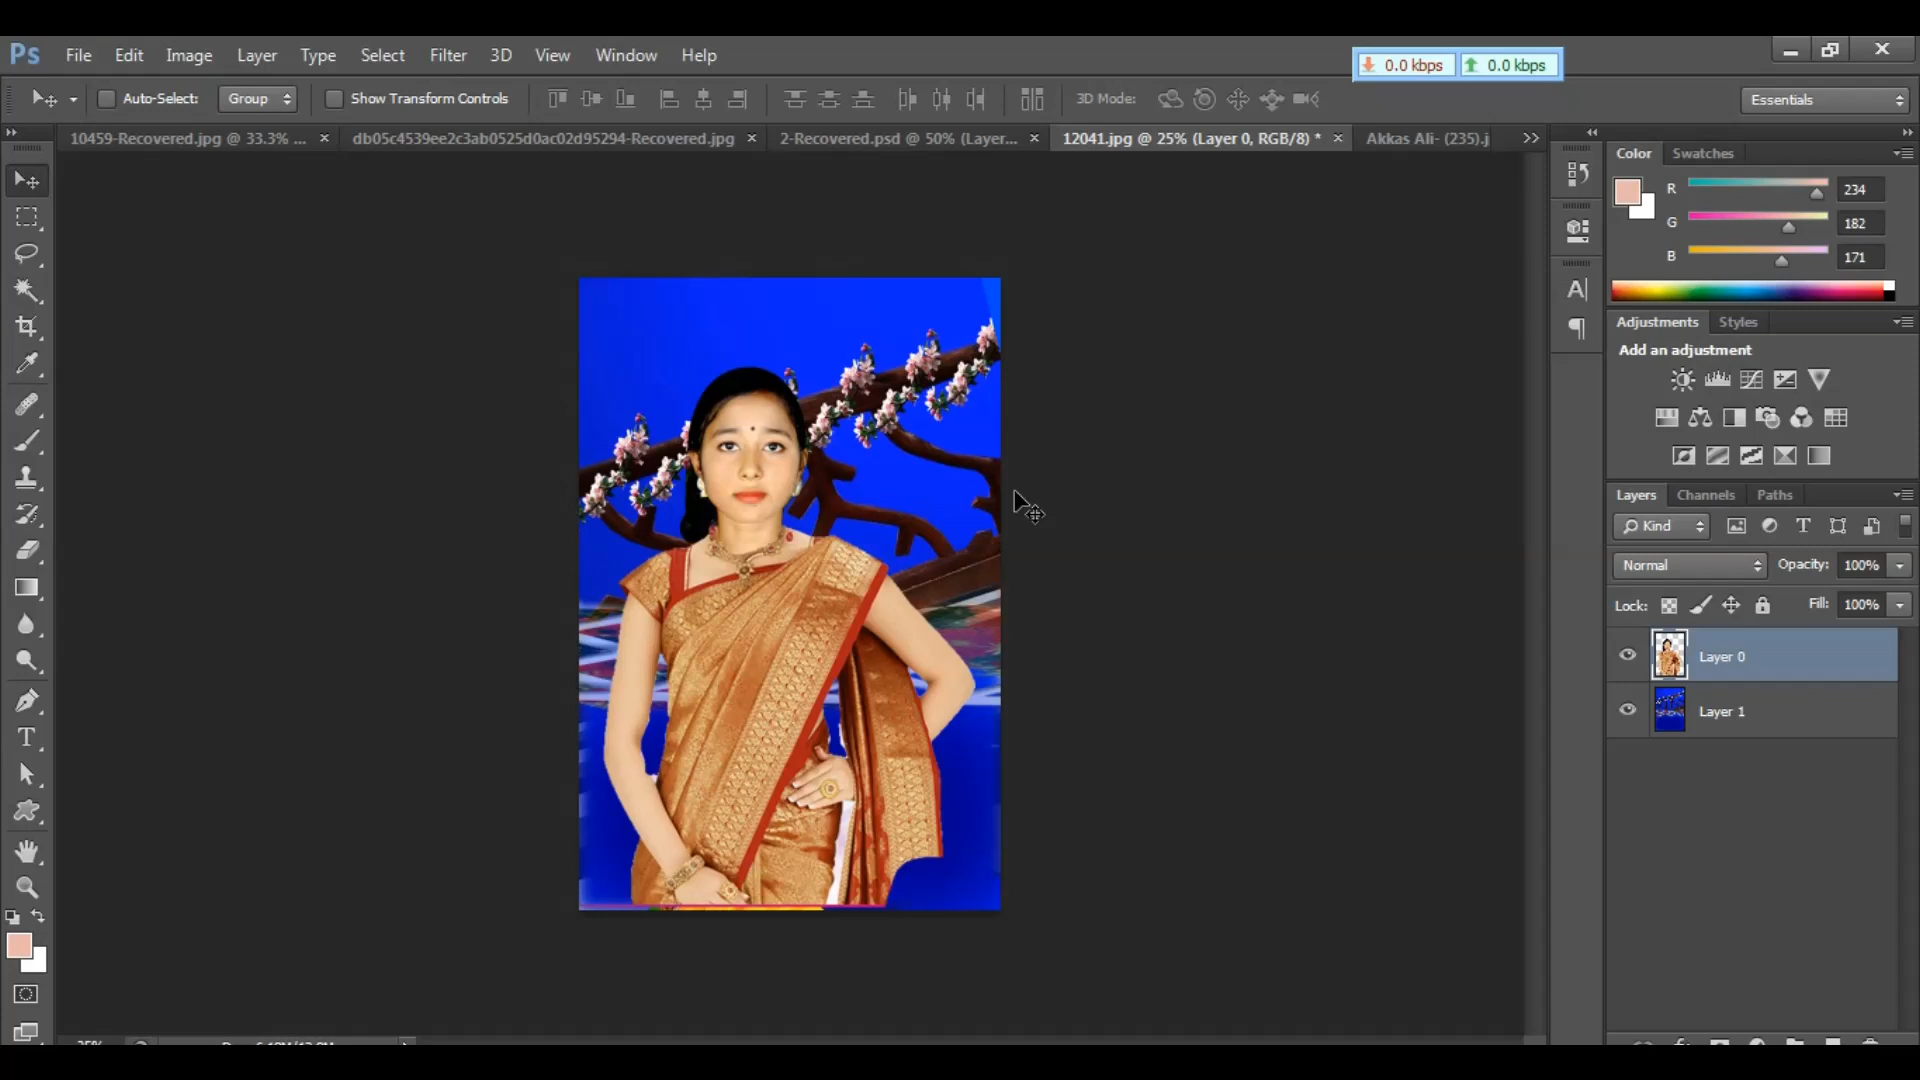 Ps File Edit Image Layer Type Select Filter 3D View Window Help
0.0 kbps 0.0 kbps
Auto-Select: Group Show Transform Controls 3D Mode: Essentials
10459-Recovered.jpg @ 33.3% ... × db05c4539ee2c3ab0525d0ac02d95294-Recovered.jpg × 2-Recovered.psd @ 50% (Layer... × 12041.jpg @ 25% (Layer 0, RGB/8) * × Akkas Ali- (235).j
Color Swatches
R 234
G 182
B 171
Adjustments Styles
Add an adjustment
Layers Channels Paths
Kind
Normal Opacity: 100%
Lock: Fill: 100%
Layer 0
Layer 1